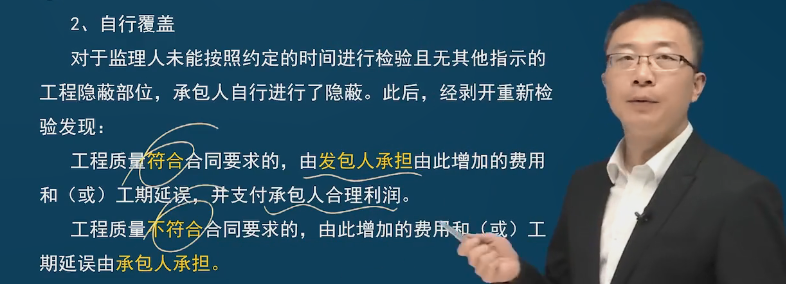 2、自行覆盖
对于监理人未能按照约定的时间进行检验且无其他指示的
工程隐蔽部位，承包人自行进行了隐蔽。此后，经剥开重新检
验发现：
工程质量符合合同要求的，由发包人承担由此增加的费用
和（或）工期延误，并支付承包人合理利润。
工程质量不符合合同要求的，由此增加的费用和（或）工
期延误由承包人承担。